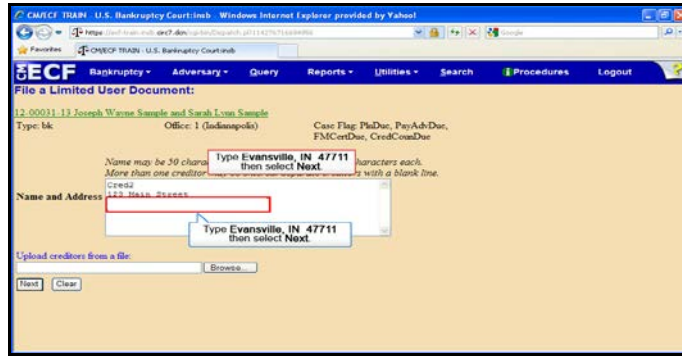 CM/ECF TRAIN - U.S. Bankruptcy Court:insb - Windows Internet Explorer provided by Yahoo!
Google
Favorites CM/ECF TRAIN - U.S. Bankruptcy Court:insb
ECF Bankruptcy Adversary Query Reports Utilities Search Procedures Logout ?
File a Limited User Document:
12-00031-13 Joseph Wayne Sample and Sarah Lynn Sample
Type: bk Office: 1 (Indianapolis) Case Flag: PlnDue, PayAdvDue,
FMCertDue, CredCounDue
Type Evansville, IN 47711
then select Next.
Name may be 50 characters each.
More than one creditor with a blank line.
Name and Address
Cred2
123 Main Street
Type Evansville, IN 47711
then select Next.
Upload creditors from a file:
Browse...
Next Clear